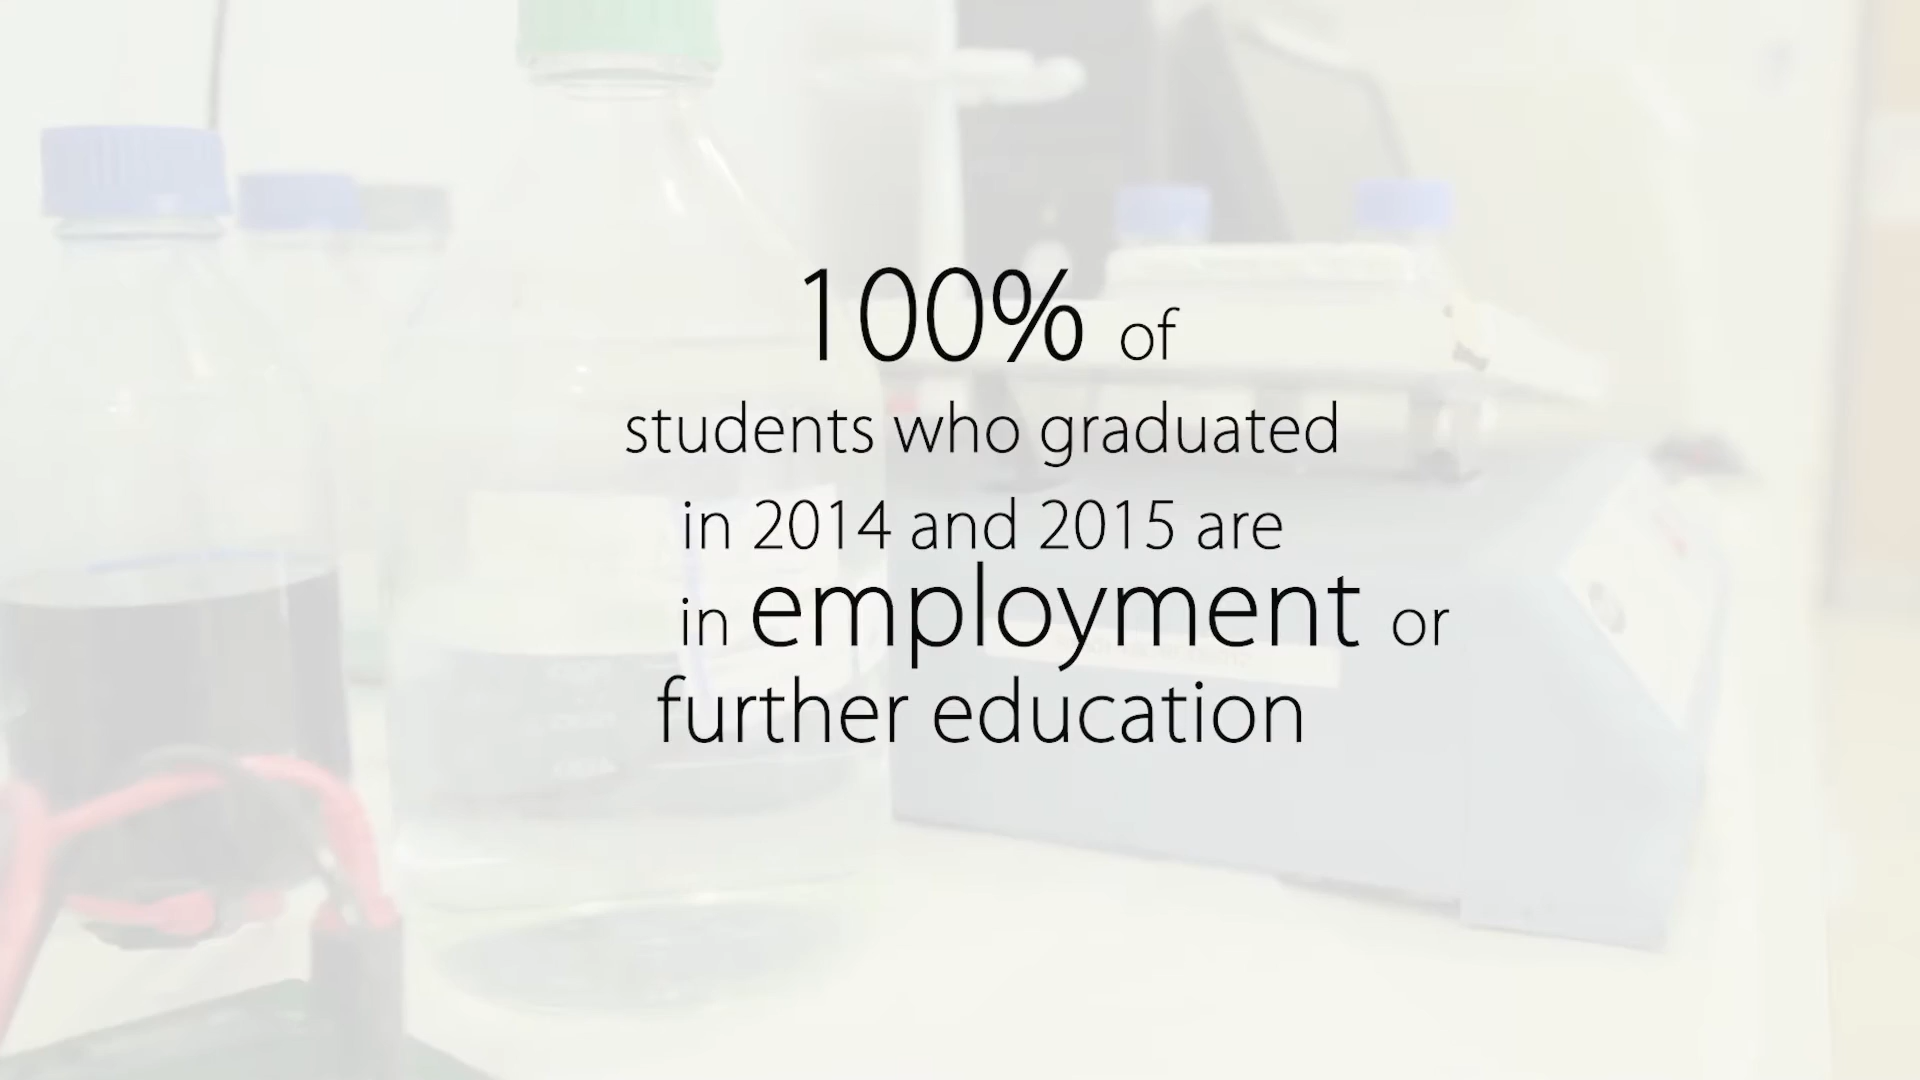 100% of
students who graduated
in 2014 and 2015 are
in employment or
further education